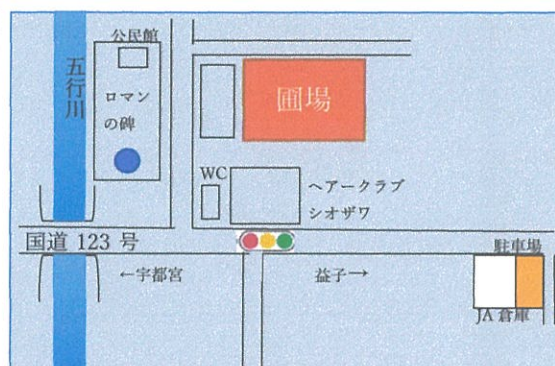 公民館
五行川
ロマン
の碑
圃場
WC
ヘアークラブ
シオザワ
国道 123 号
駐車場
←宇都宮
益子→
JA 倉庫